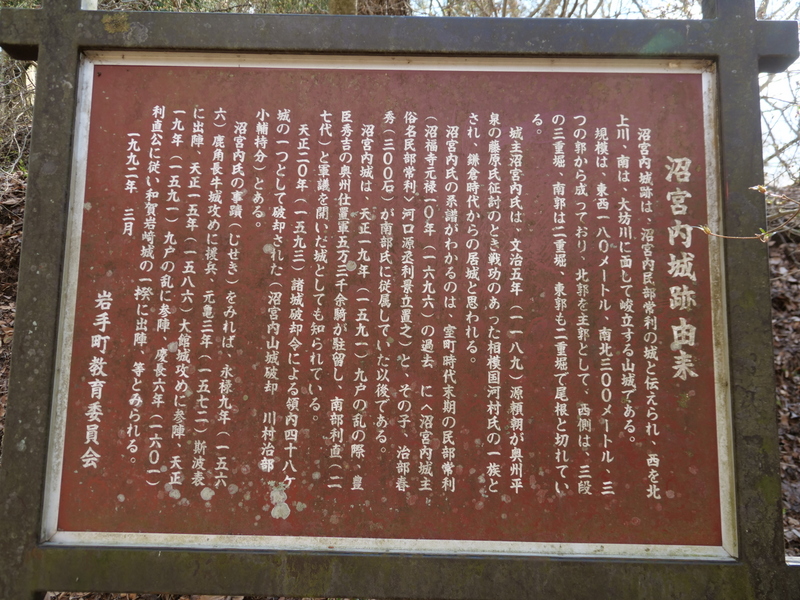 沼宮内城跡由来
沼宮内城跡は、沼宮内民部常利の城と伝えられ、西を北
上川、南は、大坊川に面して峻立する山城である。
規模は、東西一八〇メートル、南北三〇〇メートル、三
つの郭から成っており、北郭を主郭として、西側は、三段
の三重堀、南郭は二重堀、東郭も二重堀で尾根と切れてい
る。
城主沼宮内氏は、文治五年(一一八九)源頼朝が奥州平
泉の藤原氏征討のとき戦功のあった相模国河村氏の一族と
され、鎌倉時代からの居城と思われる。
沼宮内氏の系譜がわかるのは、室町時代末期の民部常利
(沼福寺元禄一〇年(一六九六)の過去 にへ沼宮内城主
俗名民部常利〉河口源丞利景立置之)と、その子、治部春
秀(三〇〇石)が南部氏に従属していた以後である。
沼宮内城は、天正一九年(一五九一)九戸の乱の際、豊
臣秀吉の奥州仕置軍五万三千余騎が駐留し、南部利直(二
七代)と軍議を開いた城としても知られている。
天正二〇年(一五九三)諸城破却令による領内四十八ヶ
城の一つとして破却された(沼宮内山城破却 川村治部
小輔持分)とある。
沼宮内氏の事蹟(じせき)をみれば、永禄九年(一五六
六)鹿角長牛城攻めに援兵、元亀三年(一五七二)斯波表
に出陣、天正一五年(一五八六)大館城攻めに参陣、天正
一九年(一五九一)九戸の乱に参陣、慶長六年(一六〇一)
利直公に従い和賀岩崎城の一揆に出陣、等とみられる。
一九九二年 三月
岩手町教育委員会